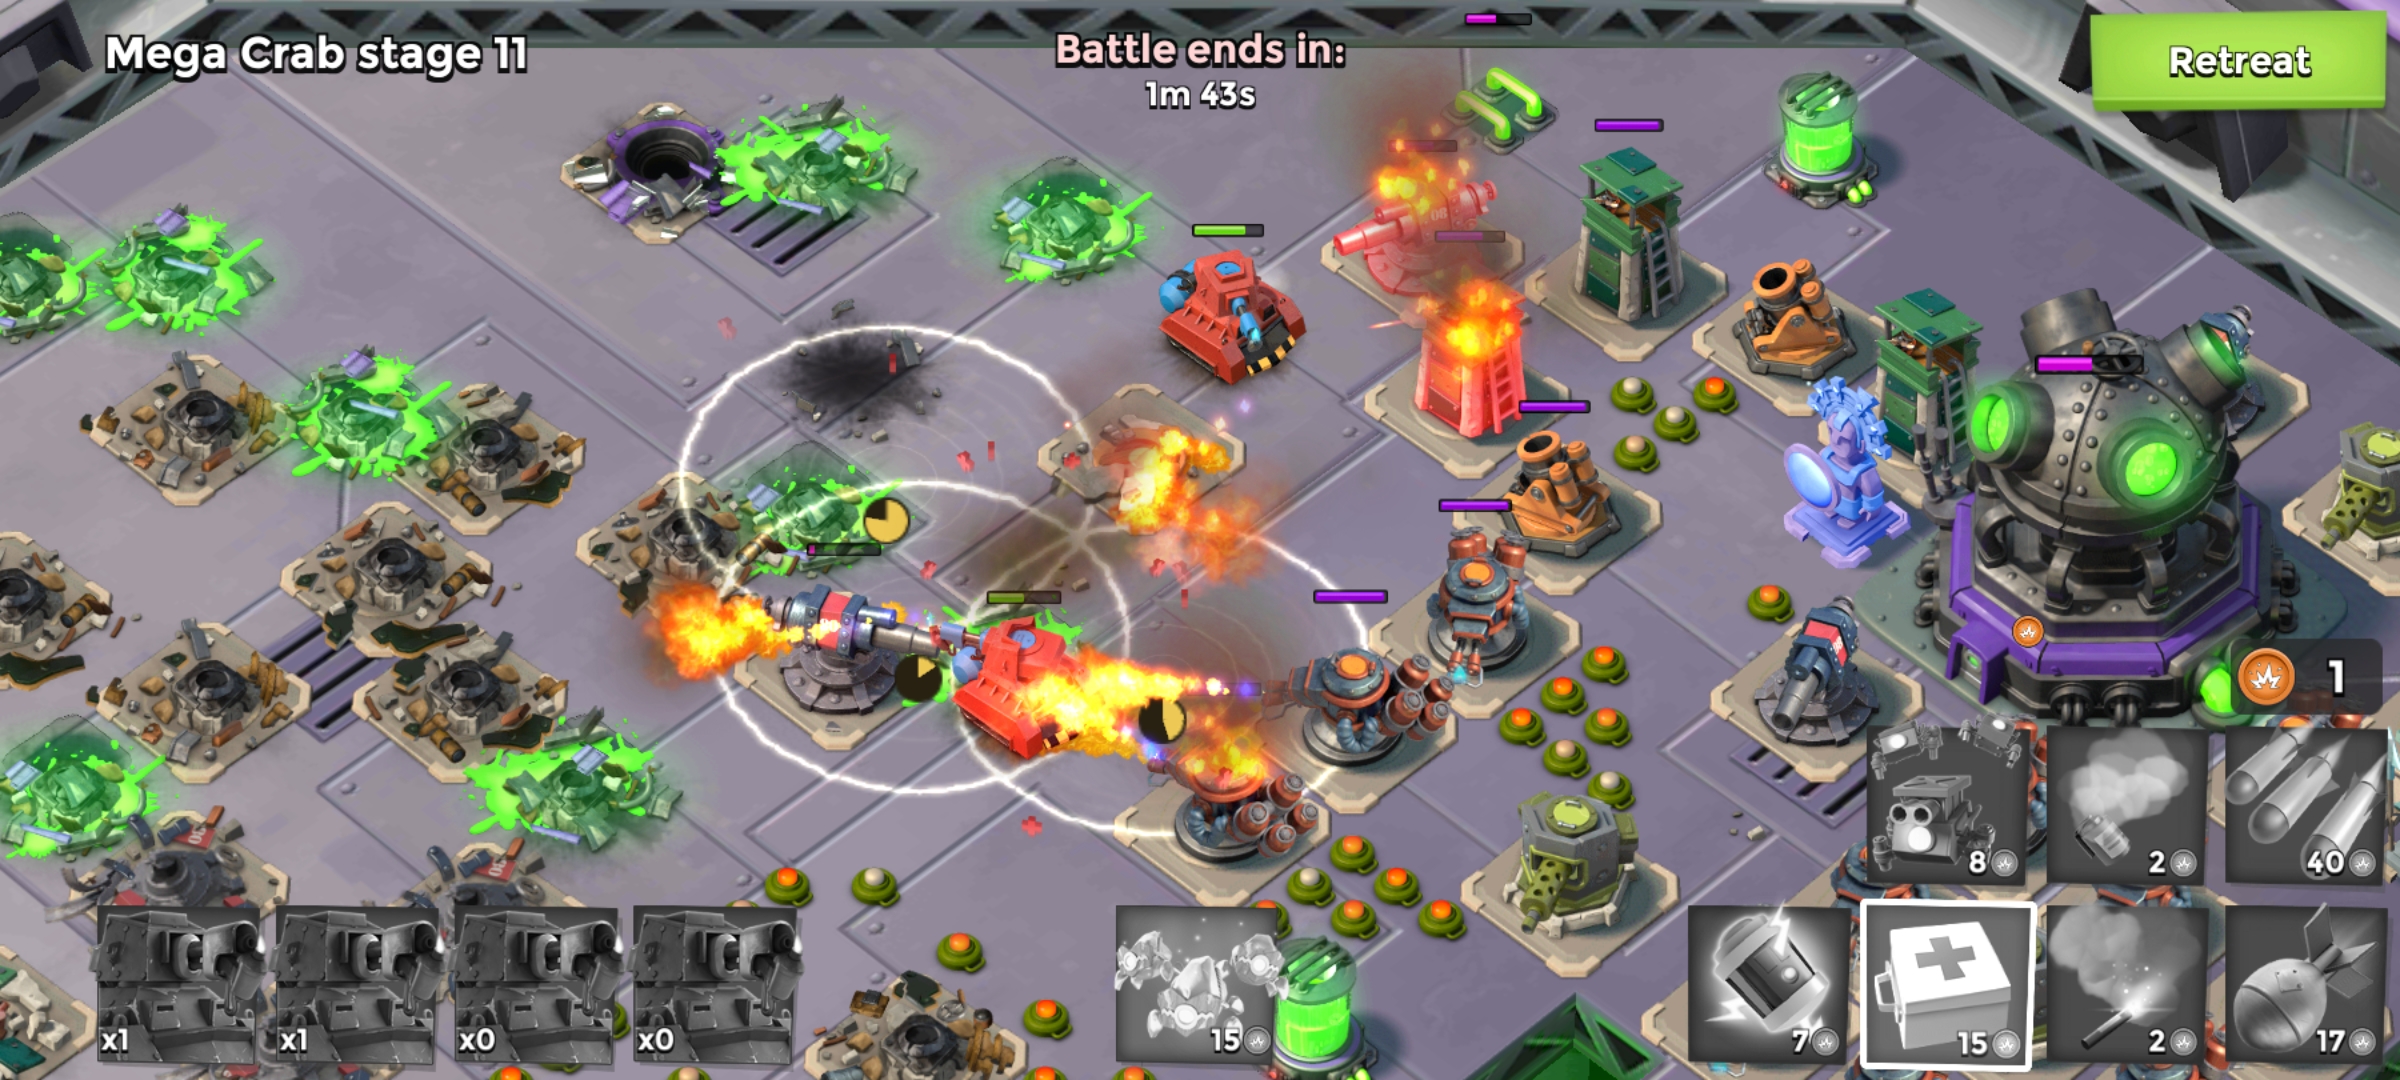 Mega Crab stage 11
Battle ends in:
1m 43s
Retreat
1
8
2
40
x1
x1
x0
x0
15
7
15
2
17